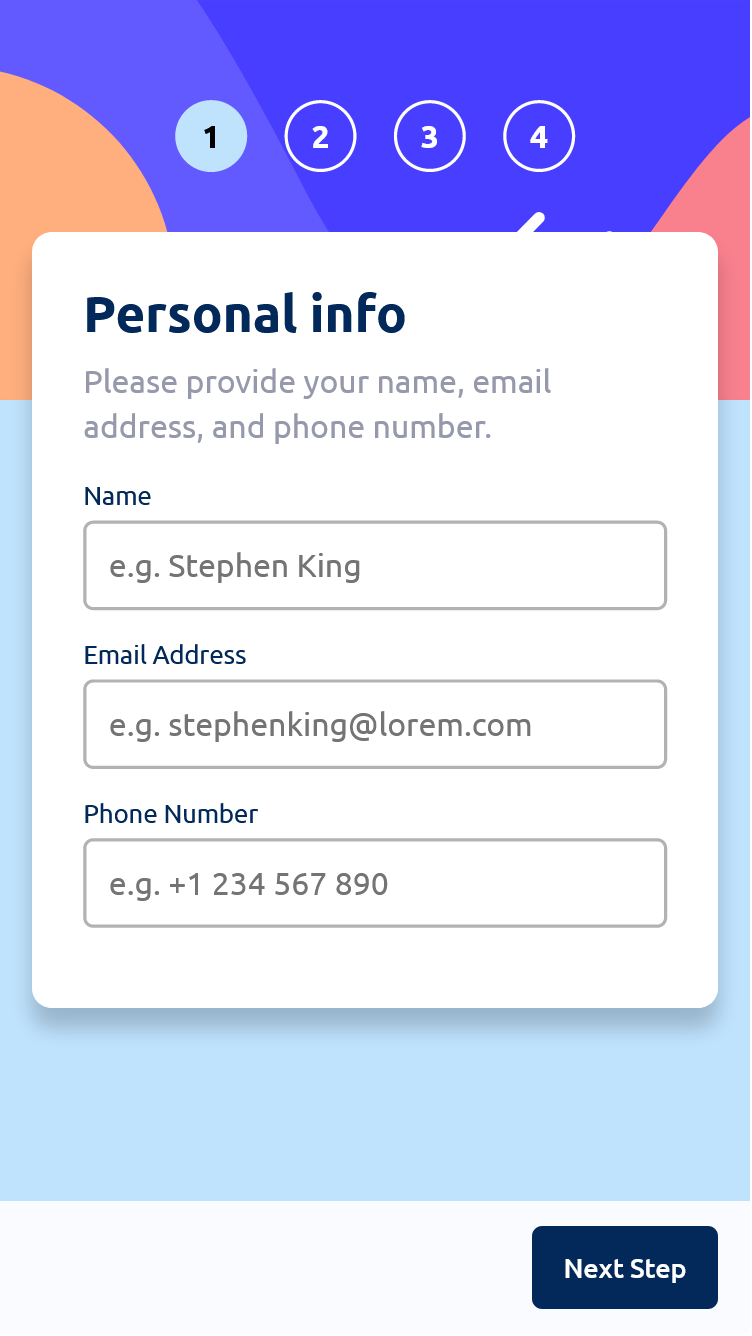 1 2 3 4
Personal info
Please provide your name, email
address, and phone number.
Name
e.g. Stephen King
Email Address
e.g. stephenking@lorem.com
Phone Number
e.g. +1 234 567 890
Next Step